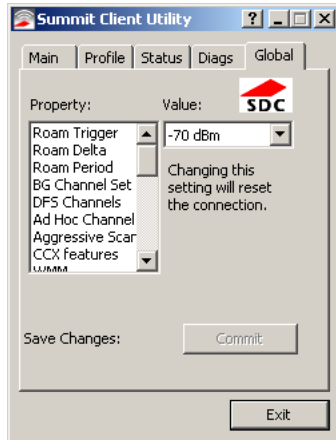 Summit Client Utility
Main Profile Status Diags Global
Property: Value: SDC
Roam Trigger -70 dBm
Roam Delta
Roam Period
BG Channel Set
DFS Channels
Ad Hoc Channel
Aggressive Scar
CCX features
WMM
Changing this
setting will reset
the connection.
Save Changes: Commit
Exit